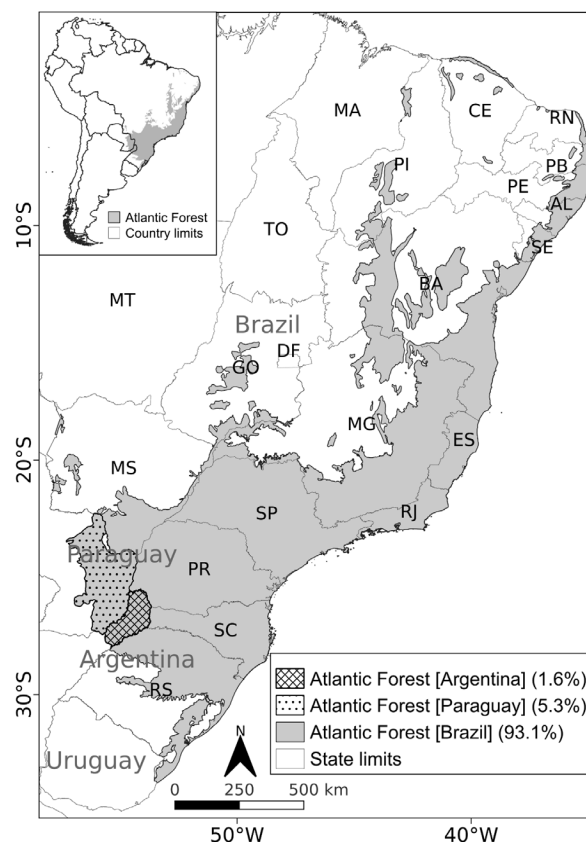 Atlantic Forest
Country limits
MA
CE
RN
PI
PB
PE
AL
10°S
TO
SE
BA
MT
Brazil
DF
GO
MG
ES
20°S
MS
SP
RJ
Paraguay
PR
SC
Argentina
RS
Atlantic Forest [Argentina] (1.6%)
Atlantic Forest [Paraguay] (5.3%)
Atlantic Forest [Brazil] (93.1%)
State limits
30°S
Uruguay
N
0 250 500 km
50°W 40°W